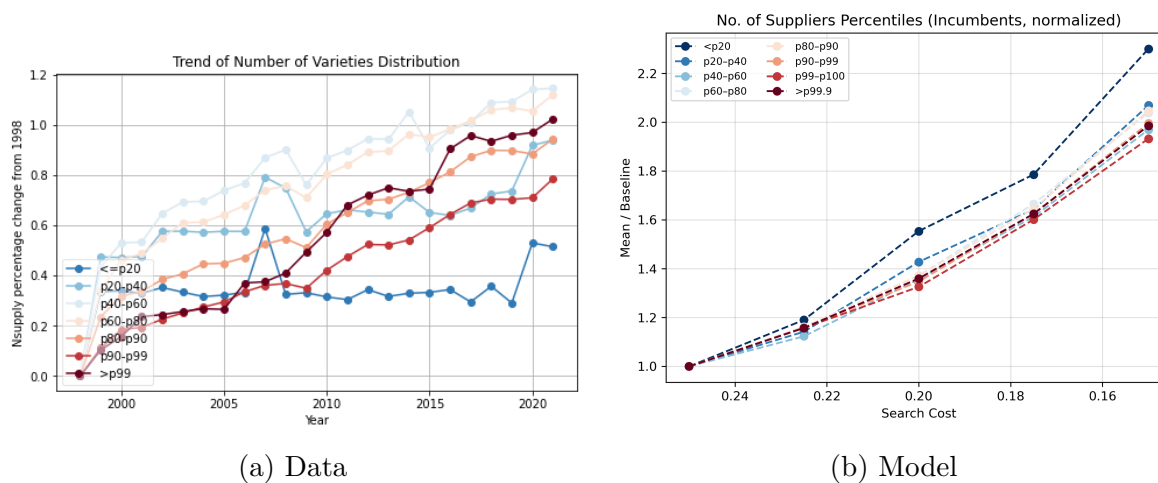 Trend of Number of Varieties Distribution
Nsupply percentage change from 1998
1.2
1.0
0.8
0.6
0.4
0.2
0.0
<=p20
p20-p40
p40-p60
p60-p80
p80-p90
p90-p99
>p99
2000
2005
2010
2015
2020
Year
(a) Data
No. of Suppliers Percentiles (Incumbents, normalized)
Mean / Baseline
<p20
p20–p40
p40–p60
p60–p80
p80–p90
p90–p99
p99–p100
>p99.9
2.2
2.0
1.8
1.6
1.4
1.2
1.0
0.24
0.22
0.20
0.18
0.16
Search Cost
(b) Model